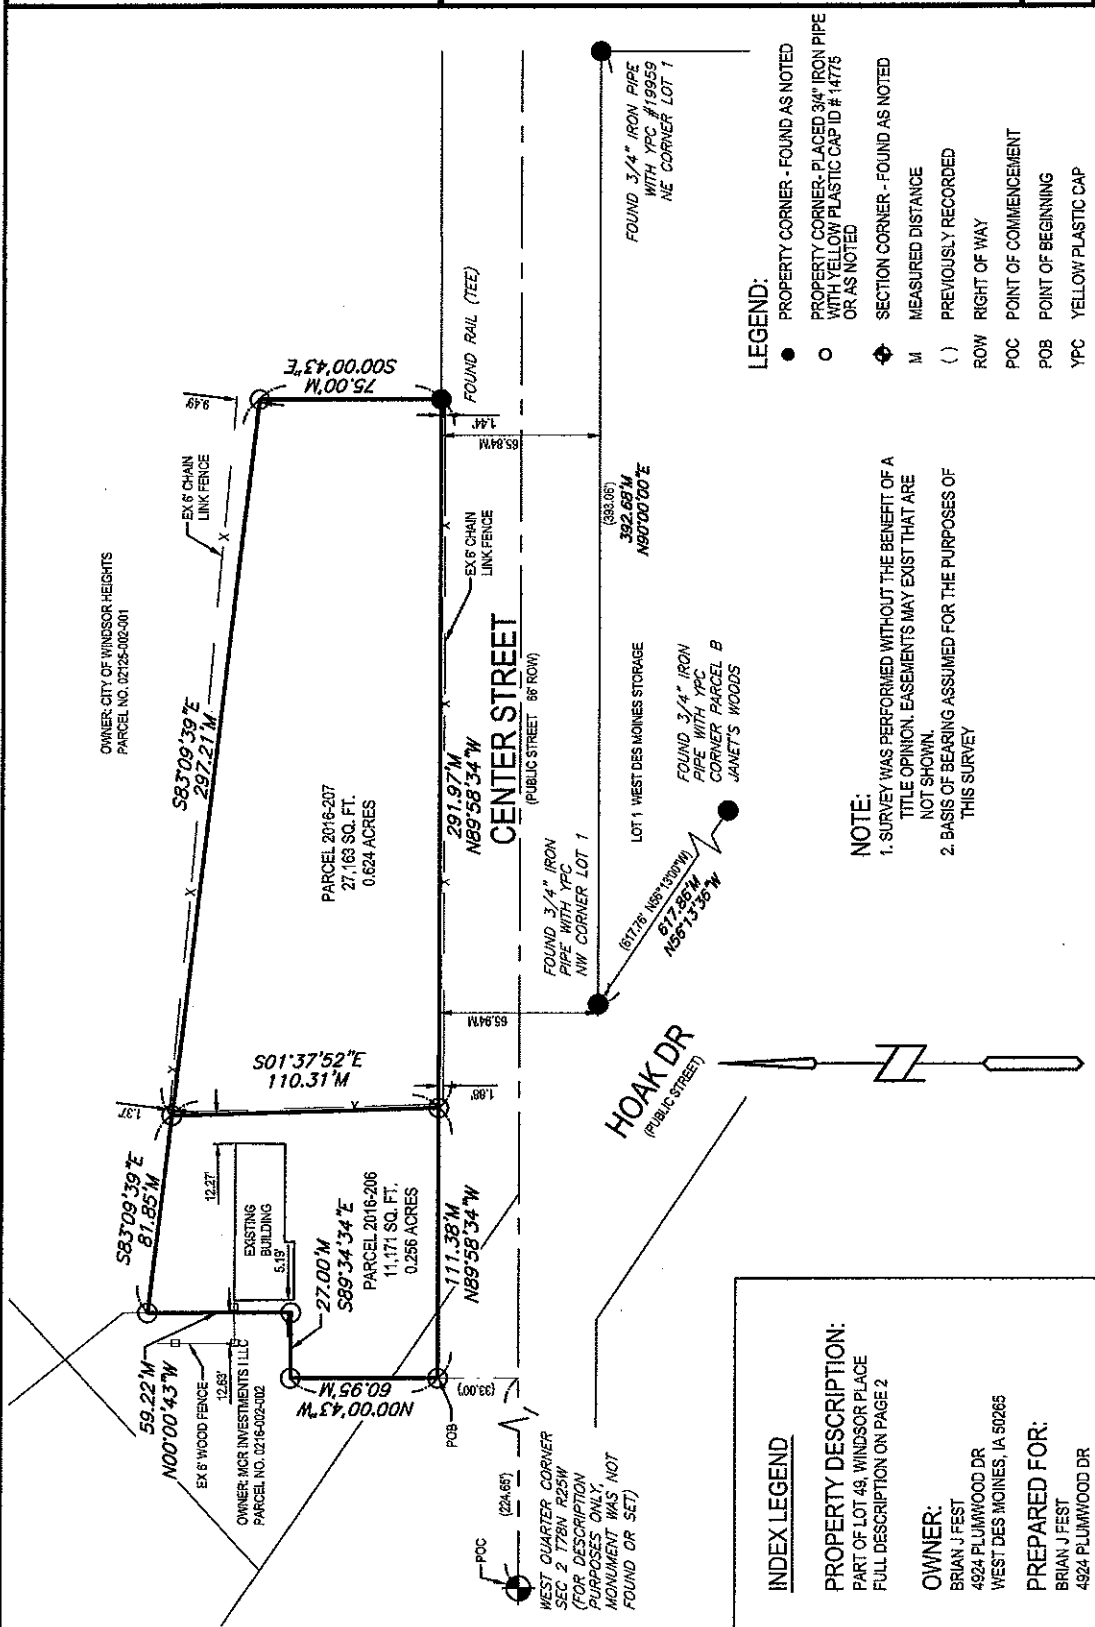 OWNER: CITY OF WINDSOR HEIGHTS
PARCEL NO. 02125-002-001
9.49'
EX 6' CHAIN
LINK FENCE
S00°00'43"E
75.00'M
S83°09'39"E
297.21'M
FOUND RAIL (TEE)
1.44'
65.84'M
FOUND 3/4" IRON PIPE
WITH YPC #19959
NE CORNER LOT 1
PARCEL 2016-207
27,163 SQ. FT.
0.624 ACRES
EX 6' CHAIN
LINK FENCE
291.97'M
N89°58'34"W
CENTER STREET
(PUBLIC STREET 66' ROW)
(393.06')
392.68'M
N90°00'00"E
LOT 1 WEST DES MOINES STORAGE
FOUND 3/4" IRON
PIPE WITH YPC
NW CORNER LOT 1
FOUND 3/4" IRON
PIPE WITH YPC
CORNER PARCEL B
JANET'S WOODS
(617.76' N56°13'00"W)
617.86'M
N56°13'36"W
65.94'M
S01°37'52"E
110.31'M
1.37'
1.88'
S83°09'39"E
81.85'M
12.27'
EXISTING
BUILDING
5.19'
27.00'M
S89°34'34"E
PARCEL 2016-206
11,171 SQ. FT.
0.256 ACRES
111.38'M
N89°58'34"W
59.22'M
N00°00'43"W
EX 6' WOOD FENCE
12.63'
OWNER: MCR INVESTMENTS I LLC
PARCEL NO. 0216-002-002
N00°00'43"W
60.95'M
POB
(33.00')
POC
(224.65')
WEST QUARTER CORNER
SEC 2 T78N R25W
(FOR DESCRIPTION
PURPOSES ONLY,
MONUMENT WAS NOT
FOUND OR SET)
HOAK DR
(PUBLIC STREET)
LEGEND:
PROPERTY CORNER - FOUND AS NOTED
PROPERTY CORNER- PLACED 3/4" IRON PIPE
WITH YELLOW PLASTIC CAP ID # 14775
OR AS NOTED
SECTION CORNER - FOUND AS NOTED
M MEASURED DISTANCE
( ) PREVIOUSLY RECORDED
ROW RIGHT OF WAY
POC POINT OF COMMENCEMENT
POB POINT OF BEGINNING
YPC YELLOW PLASTIC CAP
NOTE:
1. SURVEY WAS PERFORMED WITHOUT THE BENEFIT OF A
TITLE OPINION. EASEMENTS MAY EXIST THAT ARE
NOT SHOWN.
2. BASIS OF BEARING ASSUMED FOR THE PURPOSES OF
THIS SURVEY
INDEX LEGEND
PROPERTY DESCRIPTION:
PART OF LOT 49, WINDSOR PLACE
FULL DESCRIPTION ON PAGE 2
OWNER:
BRIAN J FEST
4924 PLUMWOOD DR
WEST DES MOINES, IA 50265
PREPARED FOR:
BRIAN J FEST
4924 PLUMWOOD DR